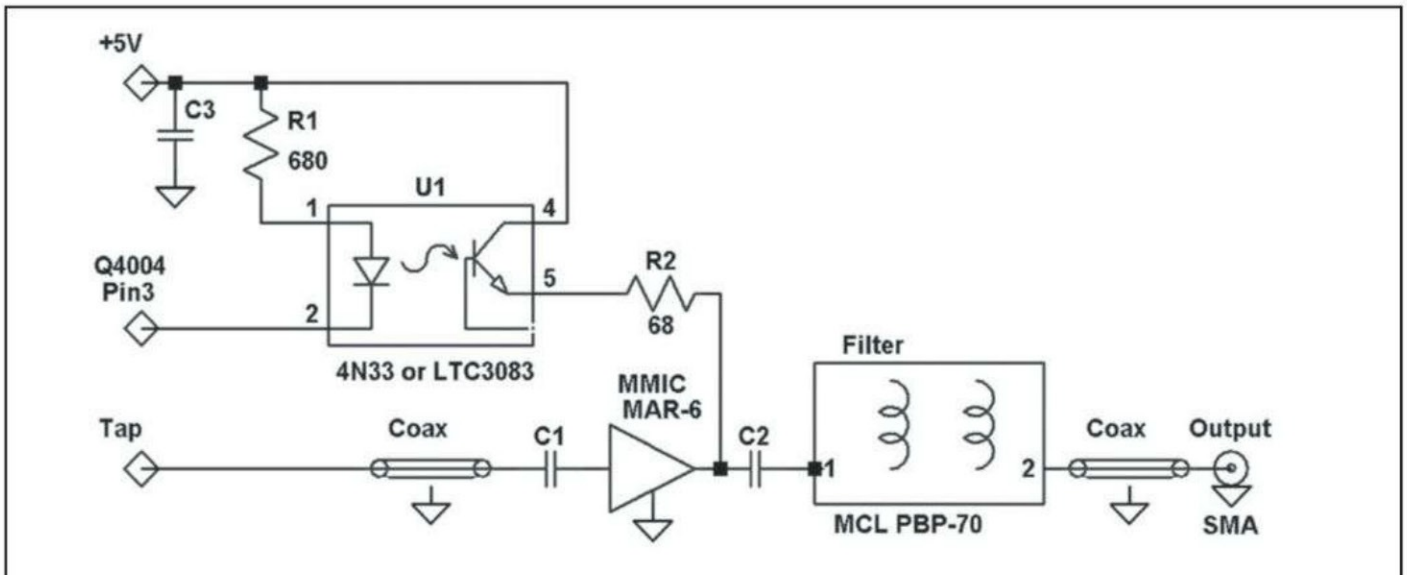 +5V
C3
R1
680
U1
1
4
Q4004
Pin3
5
R2
2
68
4N33 or LTC3083
Filter
MMIC
MAR-6
Tap
Coax
C1
C2
1
2
Coax
Output
MCL PBP-70
SMA